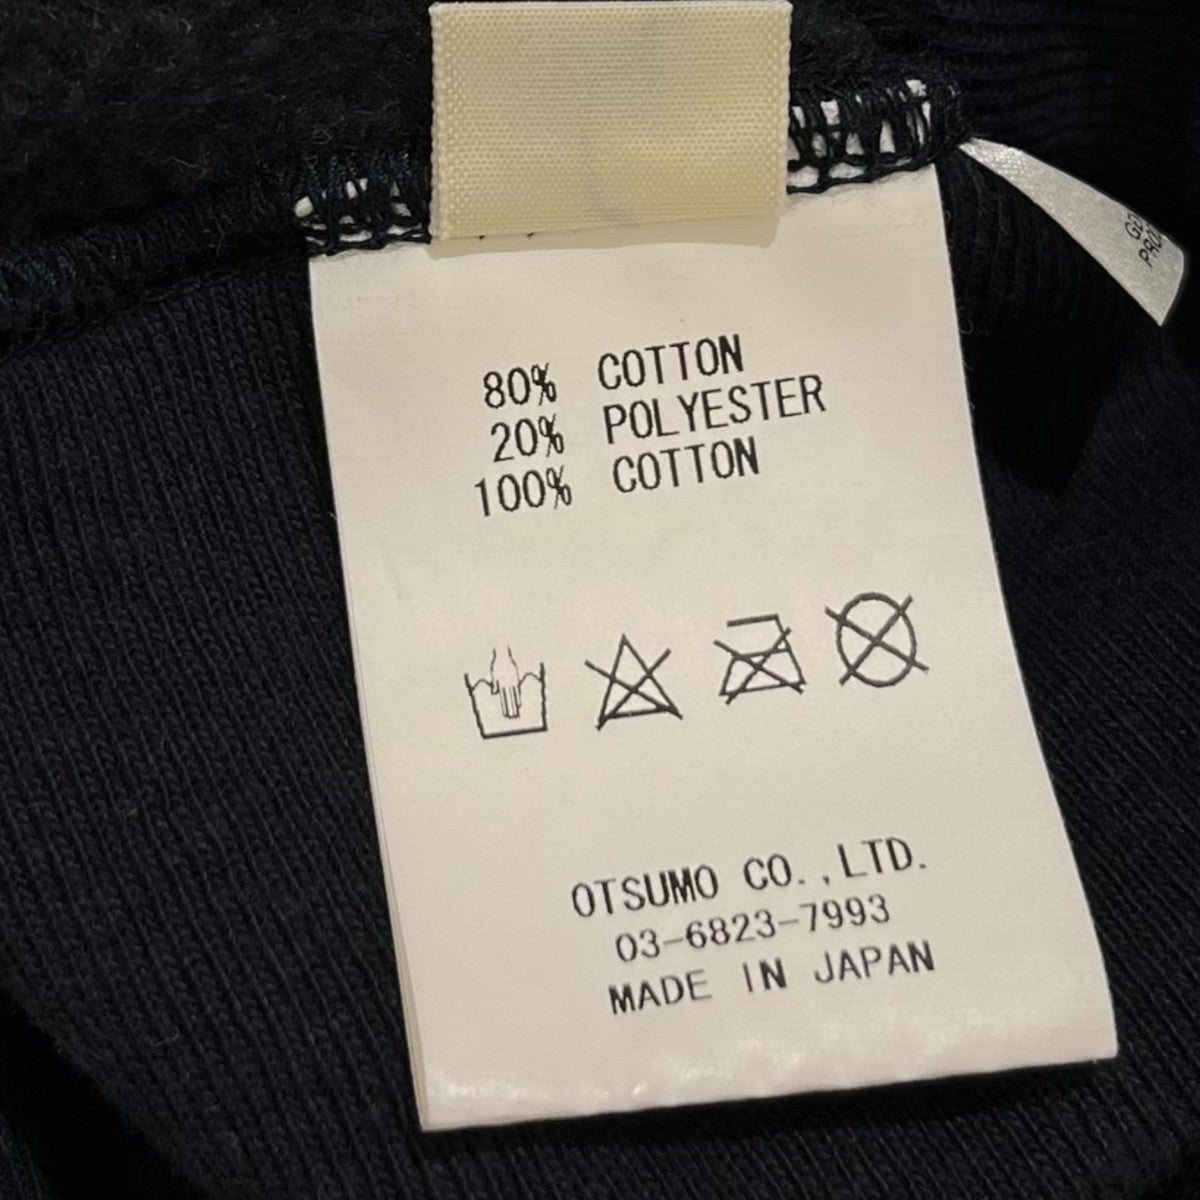 80% COTTON
20% POLYESTER
100% COTTON
OTSUMO CO.,LTD.
03-6823-7993
MADE IN JAPAN